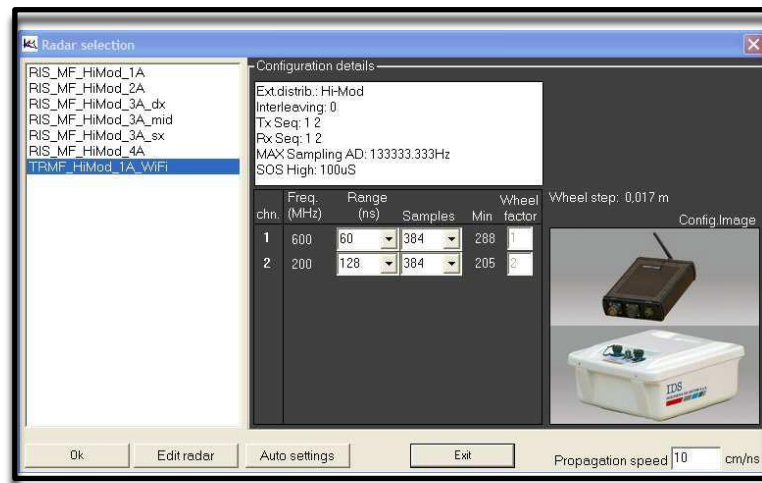 Radar selection
RIS_MF_HiMod_1A
RIS_MF_HiMod_2A
RIS_MF_HiMod_3A_dx
RIS_MF_HiMod_3A_mid
RIS_MF_HiMod_3A_sx
RIS_MF_HiMod_4A
TRMF_HiMod_1A_WiFi
Configuration details
Ext.distrib.: Hi-Mod
Interleaving: 0
Tx Seq: 1 2
Rx Seq: 1 2
MAX Sampling AD: 133333.333Hz
SOS High: 100uS
chn. Freq. (MHz) Range (ns) Samples Min Wheel factor
1 600 60 384 288 1
2 200 128 384 205 2
Wheel step: 0,017 m
Config.Image
IDS
Ok Edit radar Auto settings Exit Propagation speed 10 cm/ns